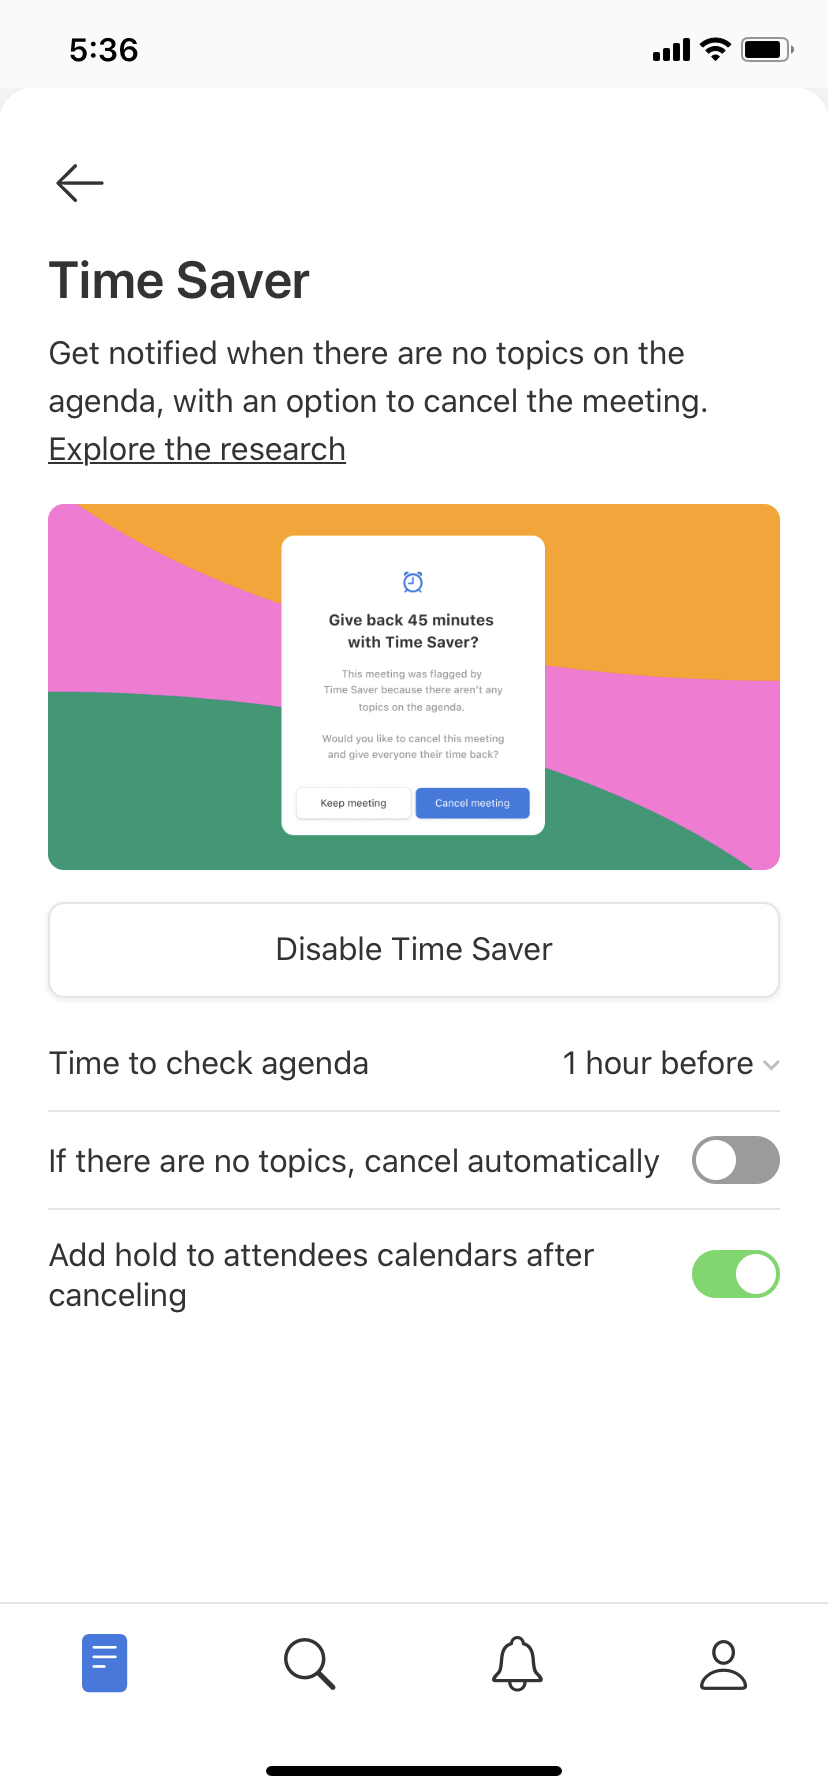 5:36
Time Saver
Get notified when there are no topics on the
agenda, with an option to cancel the meeting.
Explore the research
Give back 45 minutes
with Time Saver?
This meeting was flagged by
Time Saver because there aren't any
topics on the agenda.
Would you like to cancel this meeting
and give everyone their time back?
Keep meeting
Cancel meeting
Disable Time Saver
Time to check agenda
1 hour before
If there are no topics, cancel automatically
Add hold to attendees calendars after
canceling